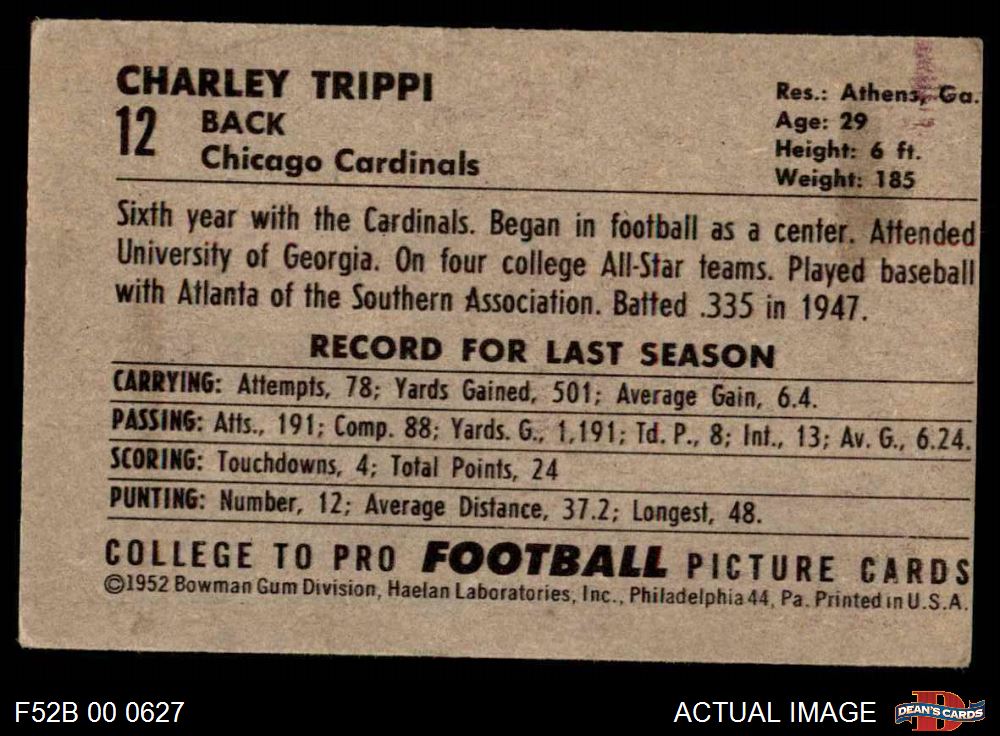 CHARLEY TRIPPI
12 BACK
Chicago Cardinals
Res.: Athens, Ga.
Age: 29
Height: 6 ft.
Weight: 185
Sixth year with the Cardinals. Began in football as a center. Attended
University of Georgia. On four college All-Star teams. Played baseball
with Atlanta of the Southern Association. Batted .335 in 1947.
RECORD FOR LAST SEASON
CARRYING: Attempts, 78; Yards Gained, 501; Average Gain, 6.4.
PASSING: Atts., 191; Comp. 88; Yards. G., 1,191; Td. P., 8; Int., 13; Av. G., 6.24.
SCORING: Touchdowns, 4; Total Points, 24
PUNTING: Number, 12; Average Distance, 37.2; Longest, 48.
COLLEGE TO PRO FOOTBALL PICTURE CARDS
©1952 Bowman Gum Division, Haelan Laboratories, Inc., Philadelphia 44, Pa. Printed in U.S.A.
F52B 00 0627
ACTUAL IMAGE
DEAN'S CARDS